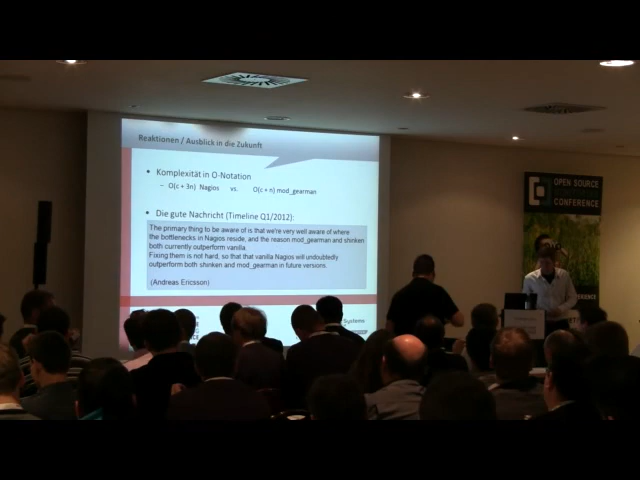 Reaktionen / Ausblick in die Zukunft
• Komplexität in O-Notation
– O(c + 3n) Nagios vs. O(c + n) mod_gearman
• Die gute Nachricht (Timeline Q1/2012):
The primary thing to be aware of is that we're very well aware of where
the bottlenecks in Nagios reside, and the reason mod_gearman and shinken
both currently outperform vanilla.
Fixing them is not hard, so that that vanilla Nagios will undoubtedly
outperform both shinken and mod_gearman in future versions.
(Andreas Ericsson)
Systems
OPEN SOURCE
CONFERENCE